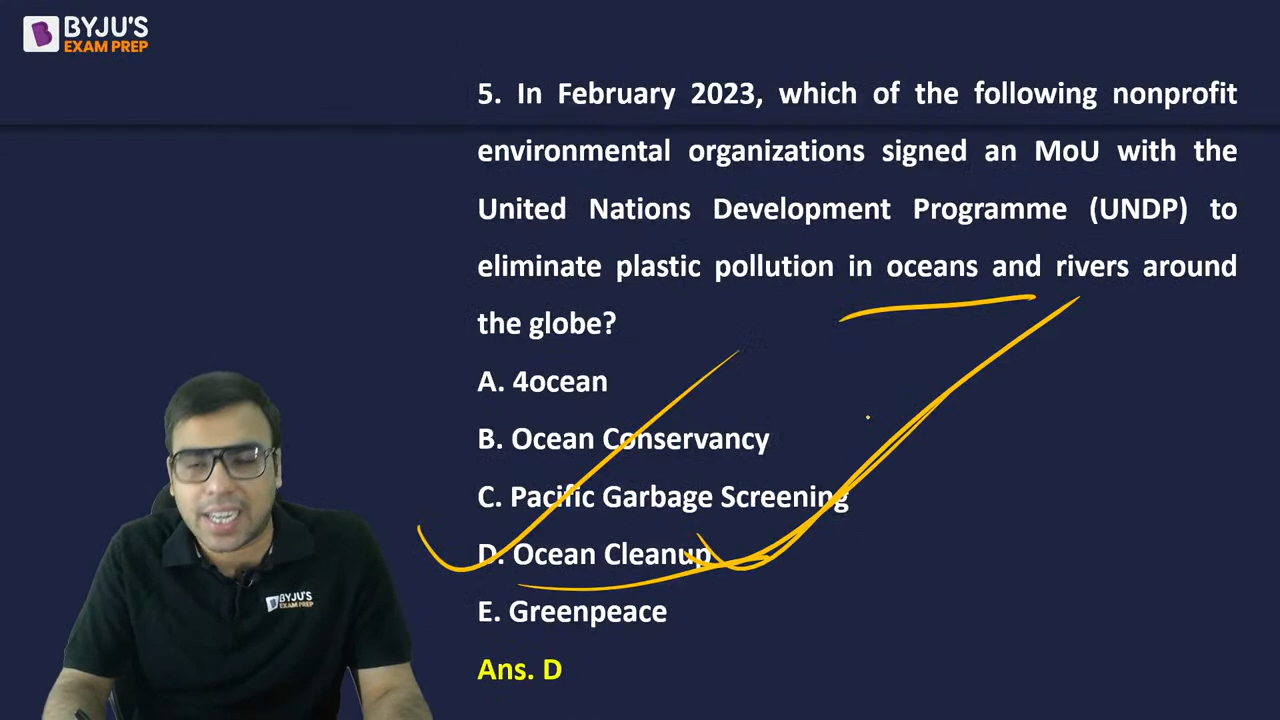 BYJU'S
EXAM PREP
5. In February 2023, which of the following nonprofit
environmental organizations signed an MoU with the
United Nations Development Programme (UNDP) to
eliminate plastic pollution in oceans and rivers around
the globe?
A. 4ocean
B. Ocean Conservancy
C. Pacific Garbage Screening
D. Ocean Cleanup
E. Greenpeace
Ans. D
BYJU'S
EXAM PREP